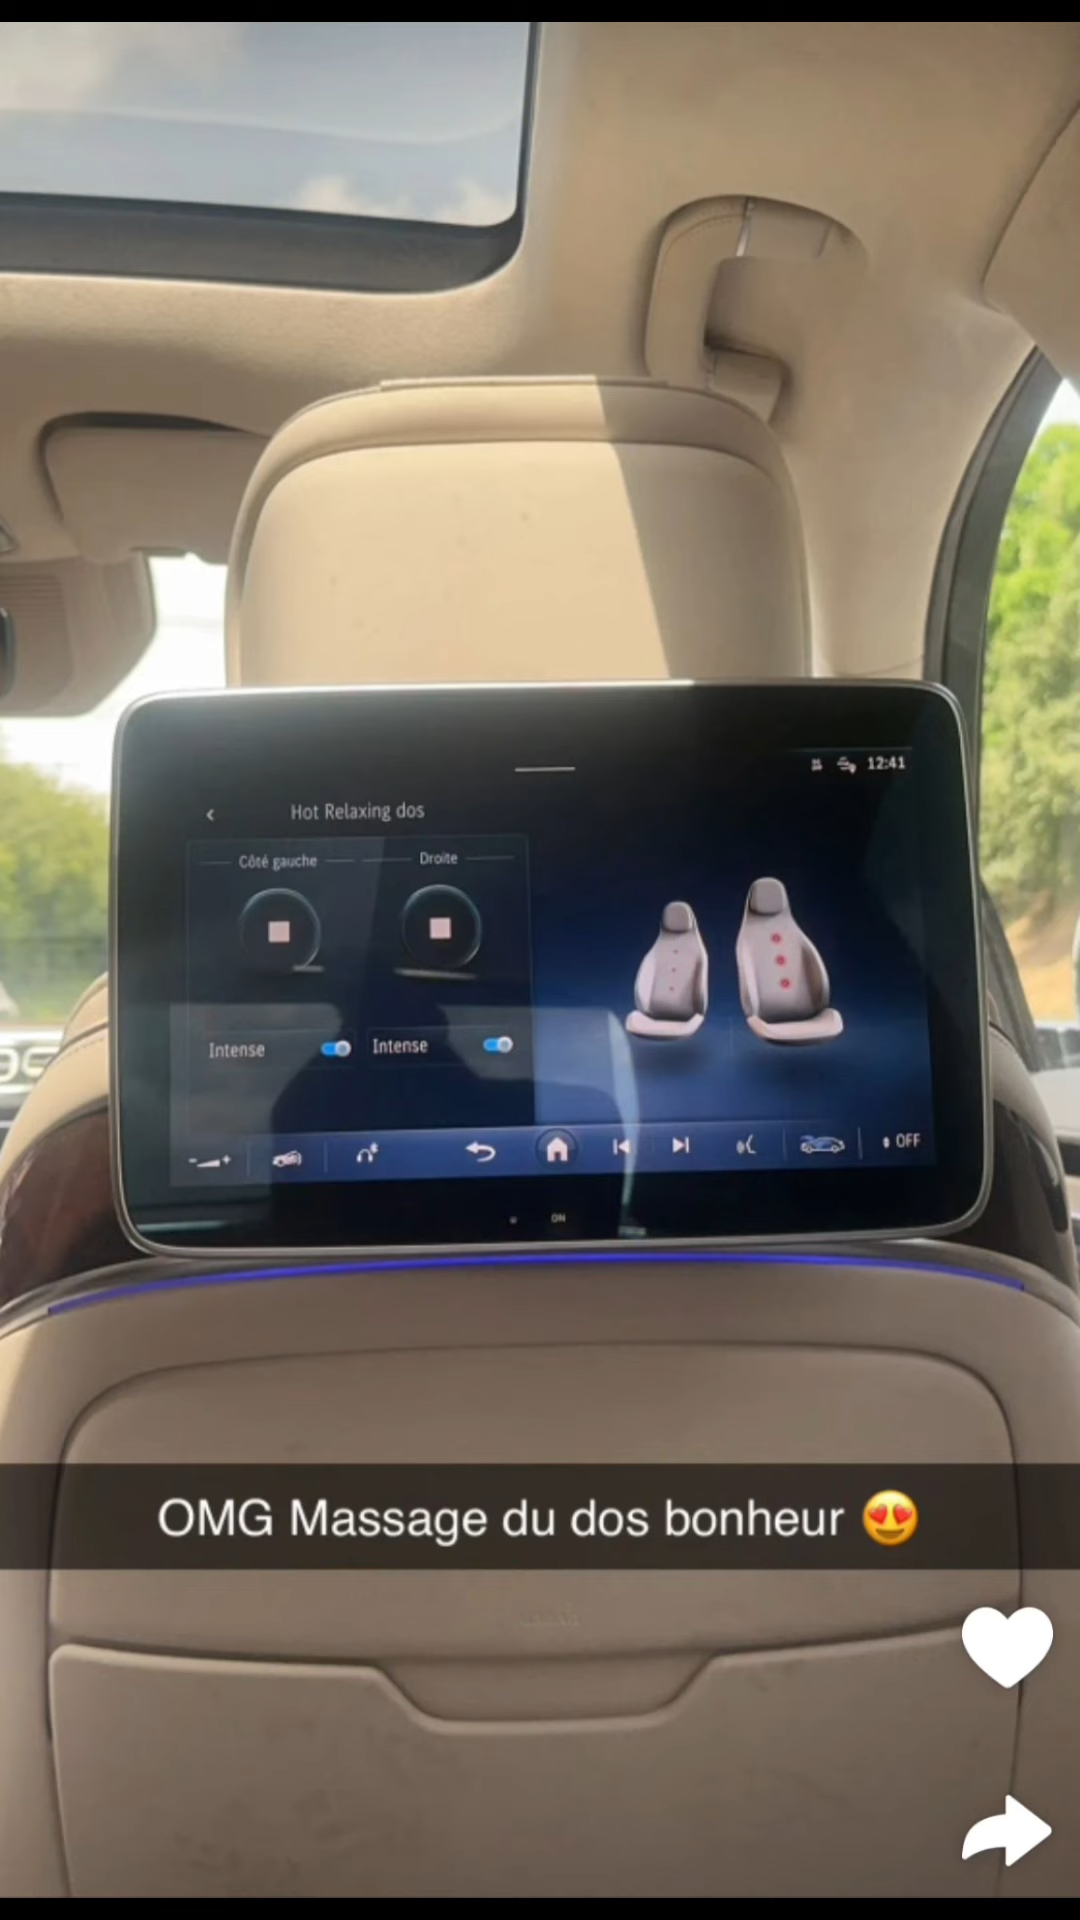 12:41
Hot Relaxing dos
Côté gauche
Droite
Intense
Intense
OFF
ON
OMG Massage du dos bonheur 😍